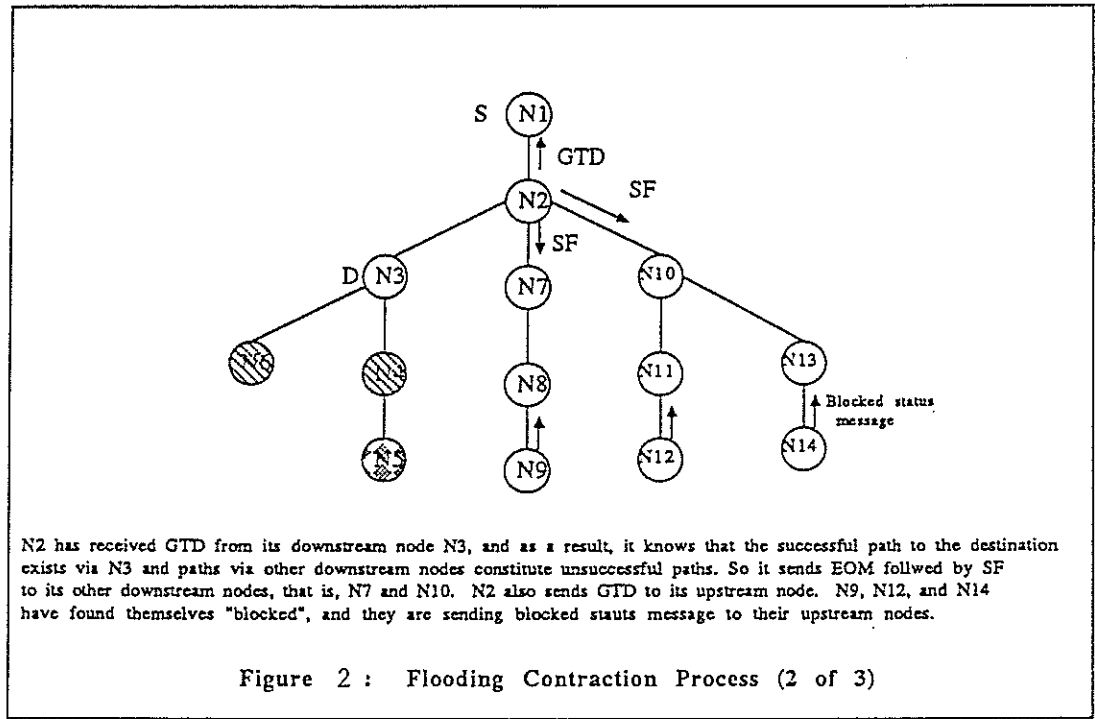 S N1
GTD
N2 SF
SF
D N3 N7 N10
N6 N4 N8 N11 N13
Blocked status
message
N5 N9 N12 N14
N2 has received GTD from its downstream node N3, and as a result, it knows that the successful path to the destination
exists via N3 and paths via other downstream nodes constitute unsuccessful paths. So it sends EOM follwed by SF
to its other downstream nodes, that is, N7 and N10. N2 also sends GTD to its upstream node. N9, N12, and N14
have found themselves "blocked", and they are sending blocked stauts message to their upstream nodes.
Figure 2 : Flooding Contraction Process (2 of 3)